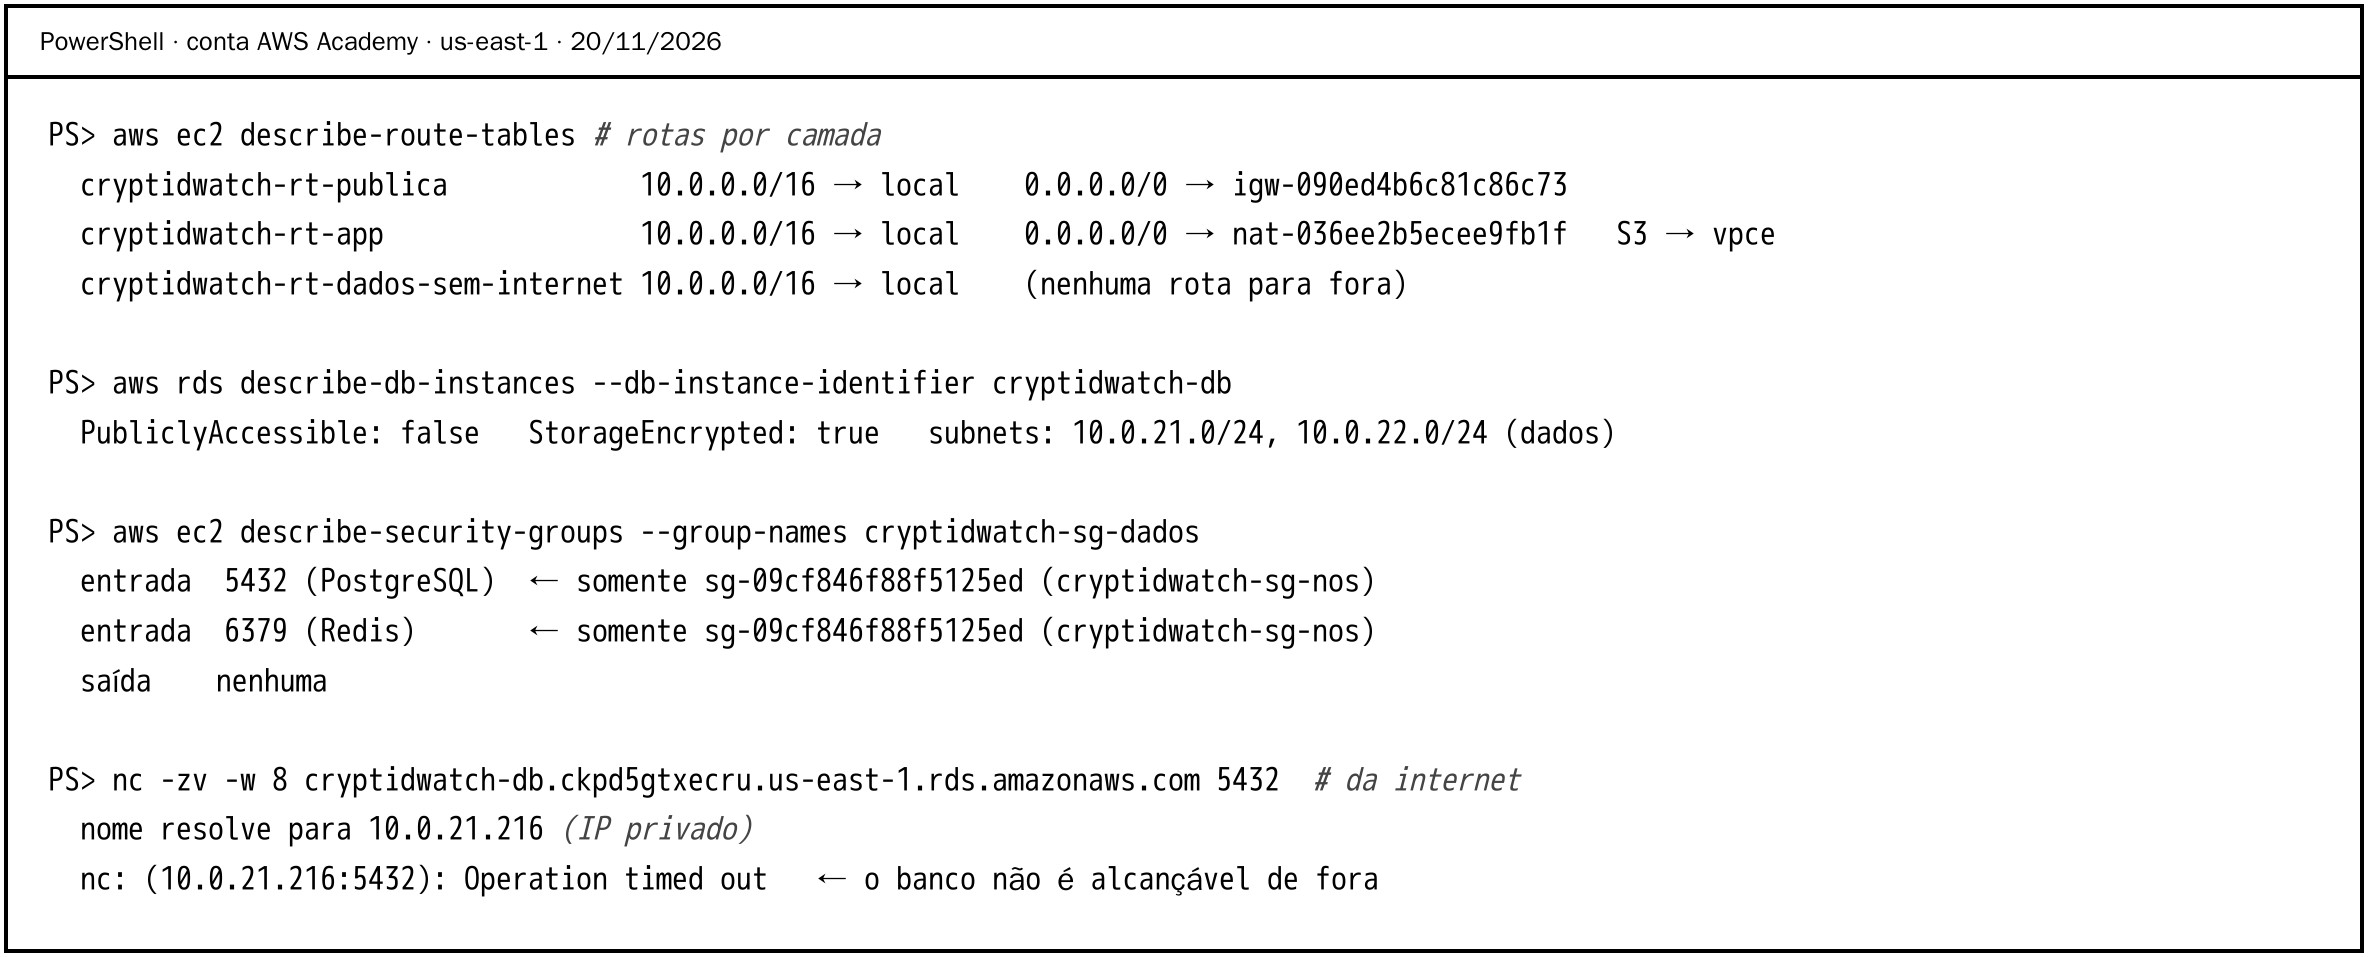 PowerShell · conta AWS Academy · us-east-1 · 20/11/2026
PS> aws ec2 describe-route-tables # rotas por camada
cryptidwatch-rt-publica 10.0.0.0/16 → local 0.0.0.0/0 → igw-090ed4b6c81c86c73
cryptidwatch-rt-app 10.0.0.0/16 → local 0.0.0.0/0 → nat-036ee2b5ecee9fb1f S3 → vpce
cryptidwatch-rt-dados-sem-internet 10.0.0.0/16 → local (nenhuma rota para fora)
PS> aws rds describe-db-instances --db-instance-identifier cryptidwatch-db
PubliclyAccessible: false StorageEncrypted: true subnets: 10.0.21.0/24, 10.0.22.0/24 (dados)
PS> aws ec2 describe-security-groups --group-names cryptidwatch-sg-dados
entrada 5432 (PostgreSQL) ← somente sg-09cf846f88f5125ed (cryptidwatch-sg-nos)
entrada 6379 (Redis) ← somente sg-09cf846f88f5125ed (cryptidwatch-sg-nos)
saída nenhuma
PS> nc -zv -w 8 cryptidwatch-db.ckpd5gtxecru.us-east-1.rds.amazonaws.com 5432 # da internet
nome resolve para 10.0.21.216 (IP privado)
nc: (10.0.21.216:5432): Operation timed out ← o banco não é alcançável de fora